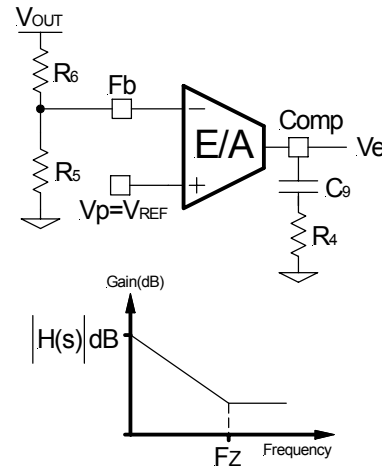 VOUT
R6
Fb
R5
E/A
Comp
Ve
C9
R4
Vp=VREF
Gain(dB)
|H(s)| dB
FZ
Frequency